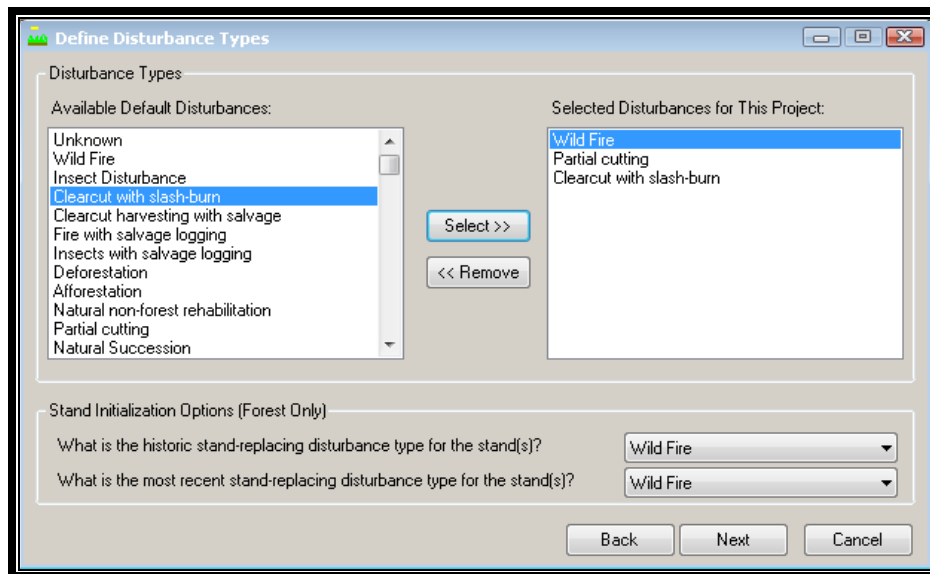 Define Disturbance Types
Disturbance Types
Available Default Disturbances:
Unknown
Wild Fire
Insect Disturbance
Clearcut with slash-burn
Clearcut harvesting with salvage
Fire with salvage logging
Insects with salvage logging
Deforestation
Afforestation
Natural non-forest rehabilitation
Partial cutting
Natural Succession
Select >>
<< Remove
Selected Disturbances for This Project:
Wild Fire
Partial cutting
Clearcut with slash-burn
Stand Initialization Options (Forest Only)
What is the historic stand-replacing disturbance type for the stand(s)? Wild Fire
What is the most recent stand-replacing disturbance type for the stand(s)? Wild Fire
Back Next Cancel